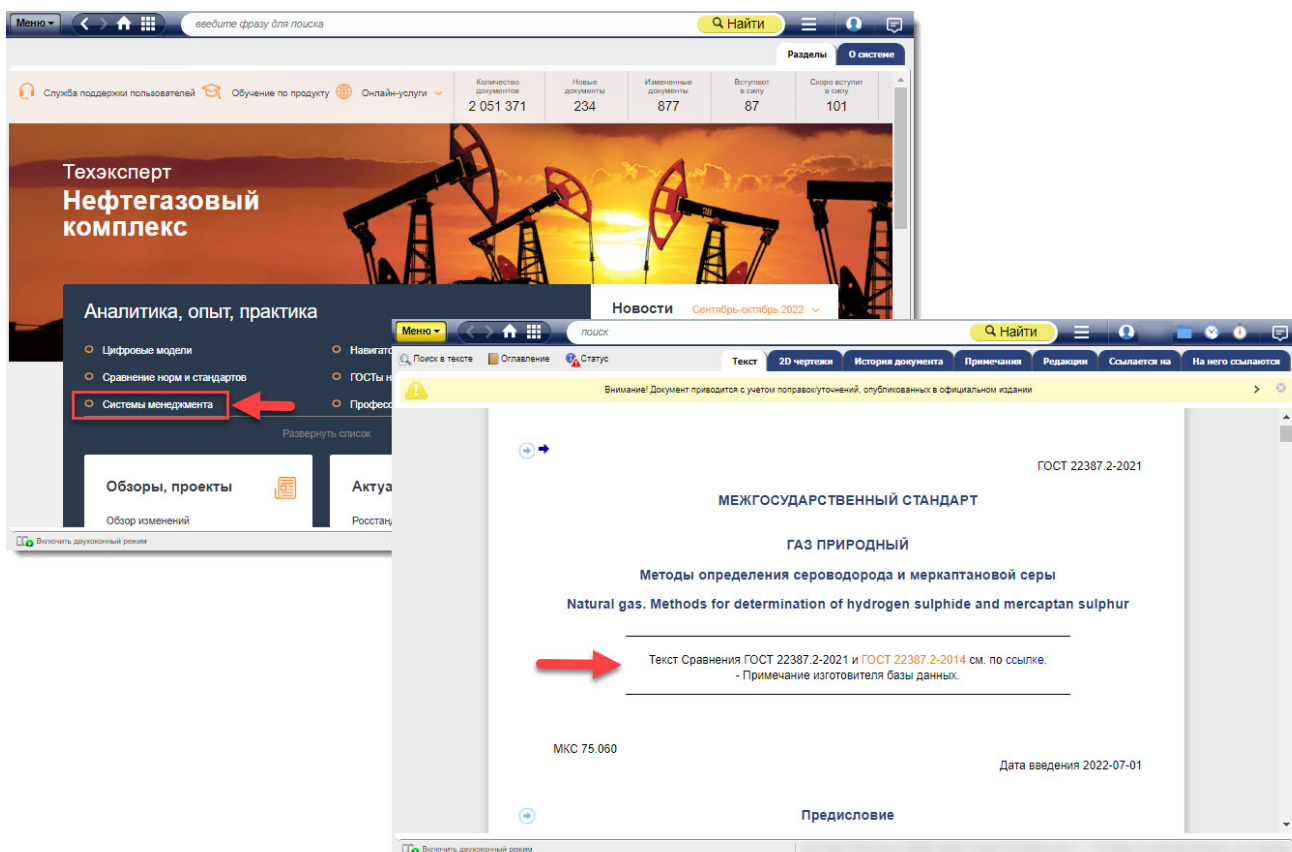 Меню
введите фразу для поиска
Найти
Разделы
О системе
Служба поддержки пользователей
Обучение по продукту
Онлайн-услуги
Количество документов
2 051 371
Новые документы
234
Измененные документы
877
Вступают в силу
87
Скоро вступит в силу
101
Техэксперт
Нефтегазовый
комплекс
Аналитика, опыт, практика
Цифровые модели
Сравнение норм и стандартов
Системы менеджмента
Навигато
ГОСТы н
Професс
Развернуть список
Новости
Сентябрь-октябрь 2022
Обзоры, проекты
Обзор изменений
Актуа
Росстан
Включить двухоконный режим
Меню
поиск
Найти
Поиск в тексте
Оглавление
Статус
Текст
2D чертежи
История документа
Примечания
Редакции
Ссылается на
На него ссылаются
Внимание! Документ приводится с учетом поправок/уточнений, опубликованных в официальном издании
ГОСТ 22387.2-2021
МЕЖГОСУДАРСТВЕННЫЙ СТАНДАРТ
ГАЗ ПРИРОДНЫЙ
Методы определения сероводорода и меркаптановой серы
Natural gas. Methods for determination of hydrogen sulphide and mercaptan sulphur
Текст Сравнения ГОСТ 22387.2-2021 и ГОСТ 22387.2-2014 см. по ссылке.
- Примечание изготовителя базы данных.
МКС 75.060
Дата введения 2022-07-01
Предисловие
Включить двухоконный режим